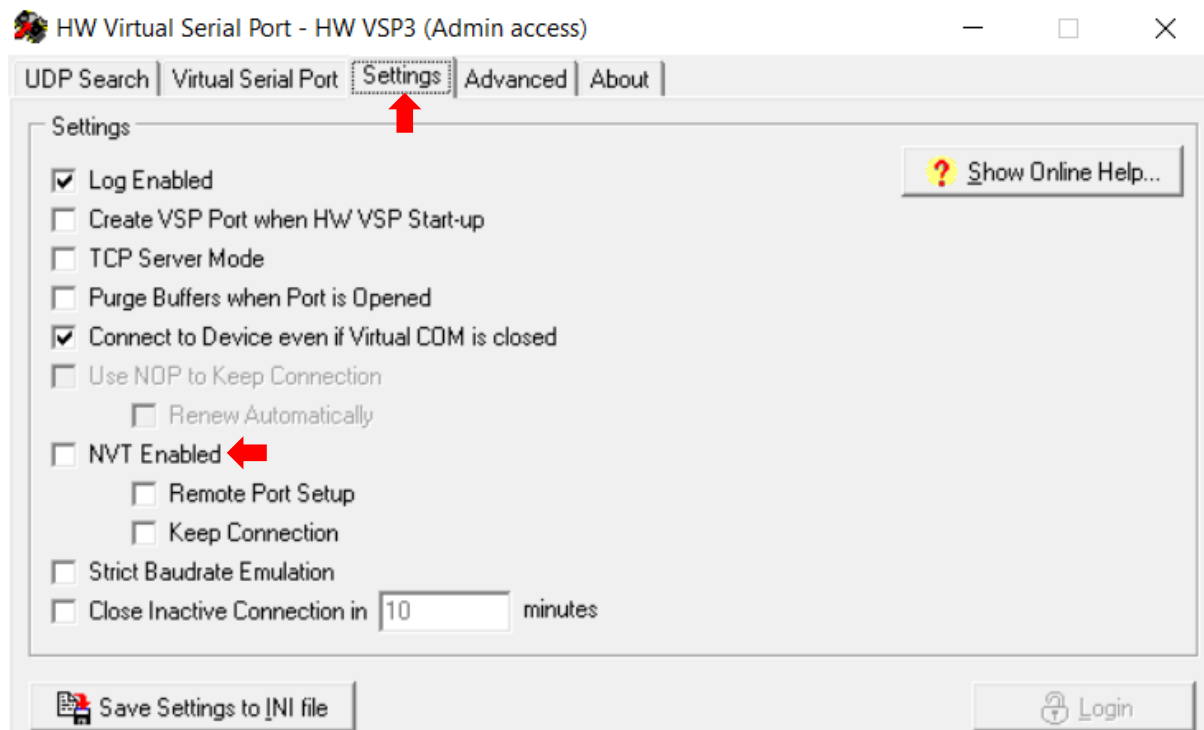 HW Virtual Serial Port - HW VSP3 (Admin access)
UDP Search Virtual Serial Port Settings Advanced About
Settings
Show Online Help...
Log Enabled
Create VSP Port when HW VSP Start-up
TCP Server Mode
Purge Buffers when Port is Opened
Connect to Device even if Virtual COM is closed
Use NOP to Keep Connection
Renew Automatically
NVT Enabled
Remote Port Setup
Keep Connection
Strict Baudrate Emulation
Close Inactive Connection in 10 minutes
Save Settings to INI file
Login